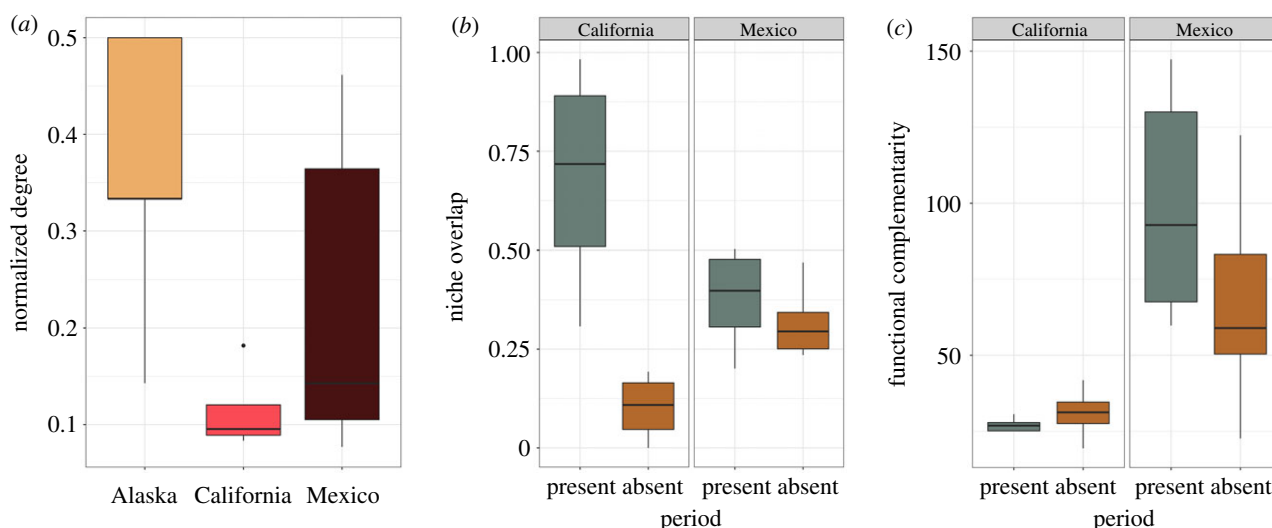 (a)
normalized degree
0.5
0.4
0.3
0.2
0.1
Alaska California Mexico
(b)
California Mexico
niche overlap
1.00
0.75
0.50
0.25
0
present absent present absent
period
(c)
California Mexico
functional complementarity
150
100
50
present absent present absent
period